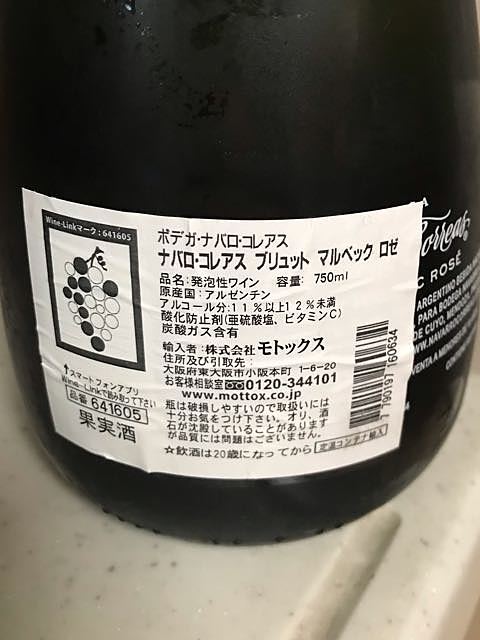 Wine-Linkマーク:641605
ボデガ・ナバロ・コレアス
ナバロ・コレアス ブリュット マルベック ロゼ
品名:発泡性ワイン 容量: 750ml
原産国:アルゼンチン
アルコール分:11%以上12%未満
酸化防止剤(亜硫酸塩、ビタミンC)
炭酸ガス含有
輸入者:株式会社モトックス
住所及び引取先
大阪府東大阪市小阪本町 1-6-20
お客様相談室 0120-344101
www.mottox.co.jp
瓶は破損しやすいので取扱いには
十分お気をつけ下さい。オリ、酒
石が沈殿していることがあります
が品質には問題はございません。
☆飲酒は20歳になってから 定温コンテナ輸入
↑スマートフォンアプリ
Wine-Linkで読み取って下さい
品番 641605
果実酒
7790197160634
Correas
C ROSÉ
ARGENTINO BEBIDA
PARA BODEGA
DE CUYO, MENDOZA
WWW.NAVARRO
VENTA A MENORES